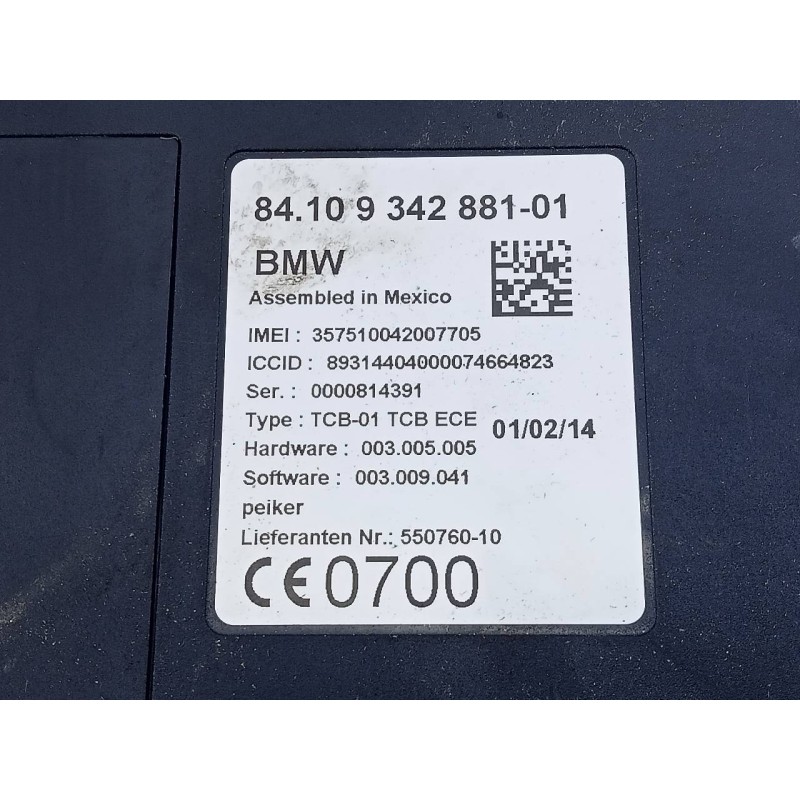 84.10 9 342 881-01
BMW
Assembled in Mexico
IMEI : 357510042007705
ICCID : 89314404000074664823
Ser. : 0000814391
Type : TCB-01 TCB ECE 01/02/14
Hardware : 003.005.005
Software : 003.009.041
peiker
Lieferanten Nr.: 550760-10
CE0700